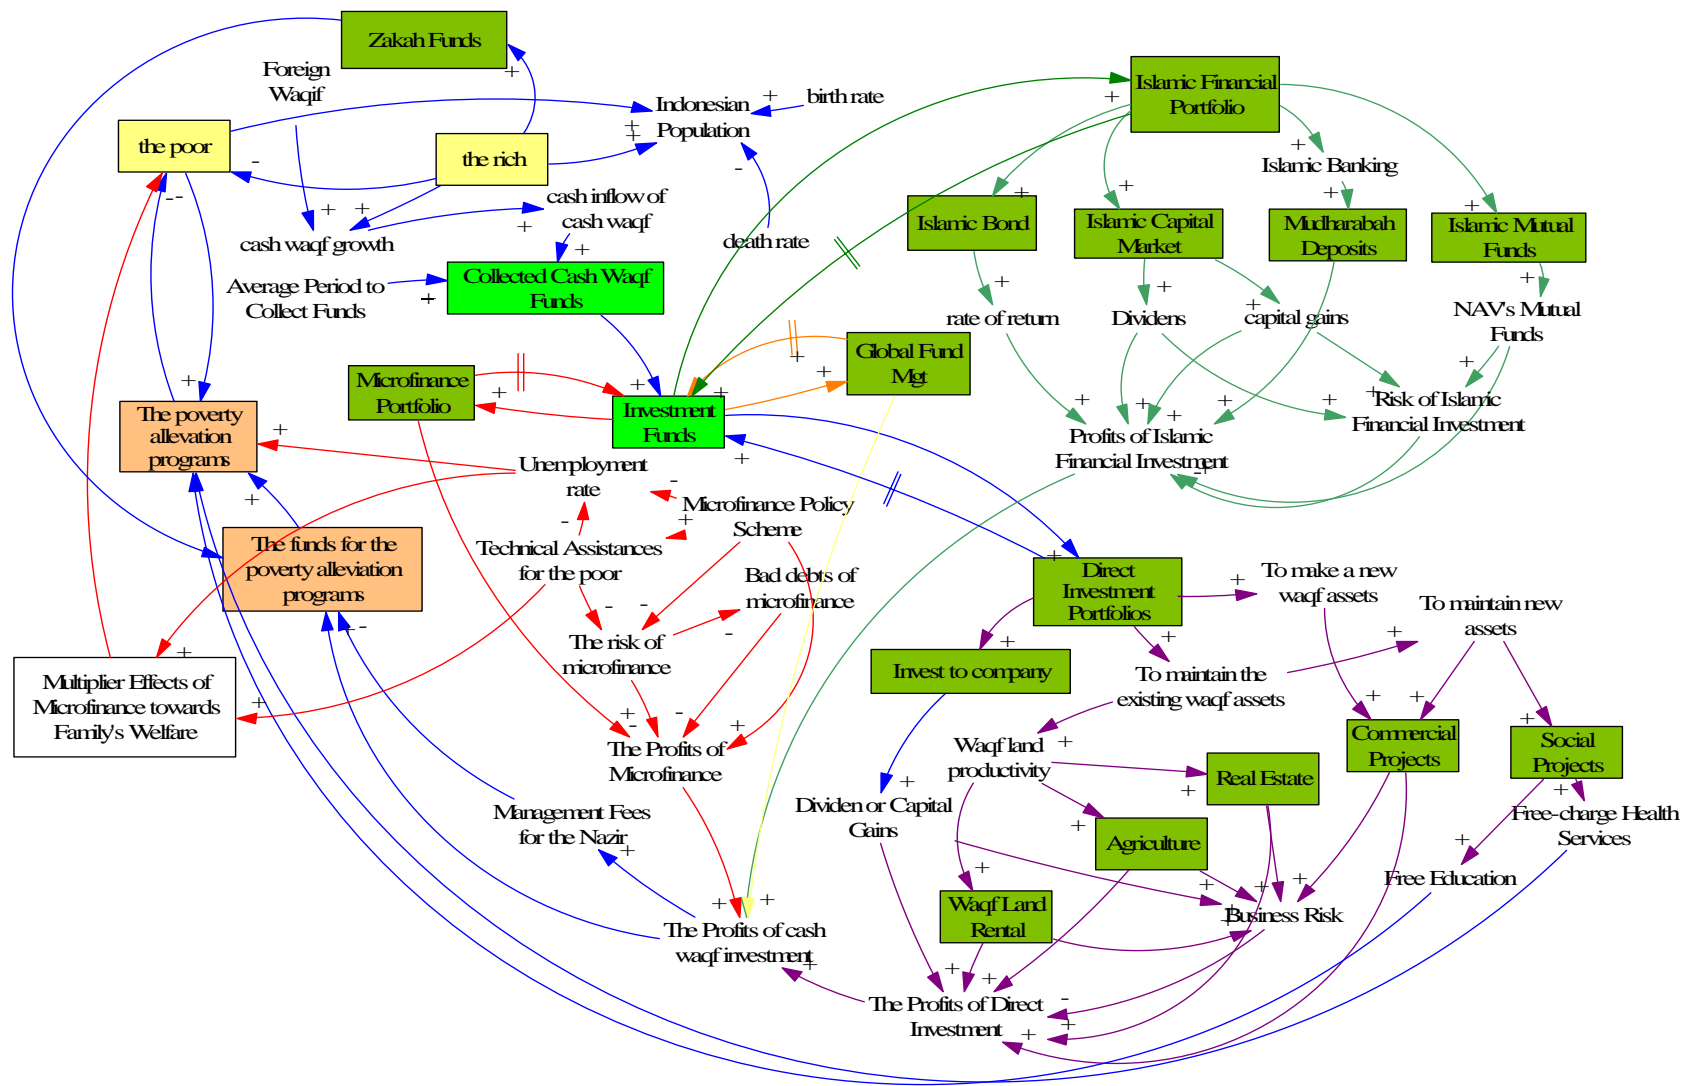 Zakah Funds
Foreign
Waqif
Indonesian
Population
birth rate
Islamic Financial
Portfolio
the poor
the rich
Islamic Banking
cash inflow of
cash waqf
cash waqf growth
death rate
Islamic Bond
Islamic Capital
Market
Mudharabah
Deposits
Islamic Mutual
Funds
Average Period to
Collect Funds
Collected Cash Waqf
Funds
rate of return
Dividens
capital gains
NAV's Mutual
Funds
Microfinance
Portfolio
Global Fund
Mgt
Investment
Funds
The poverty
allevation
programs
Risk of Islamic
Financial Investment
Profits of Islamic
Financial Investment
Unemployment
rate
Microfinance Policy
Scheme
Technical Assistances
for the poor
The funds for the
poverty alleviation
programs
Bad debts of
microfinance
Direct
Investment
Portfolios
To make a new
waqf assets
To maintain new
assets
The risk of
microfinance
Invest to company
To maintain the
existing waqf assets
Multiplier Effects of
Microfinance towards
Family's Welfare
The Profits of
Microfinance
Waqf land
productivity
Real Estate
Commercial
Projects
Social
Projects
Management Fees
for the Nazir
Dividen or Capital
Gains
Agriculture
Free-charge Health
Services
Free Education
Waqf Land
Rental
Business Risk
The Profits of cash
waqf investment
The Profits of Direct
Investment